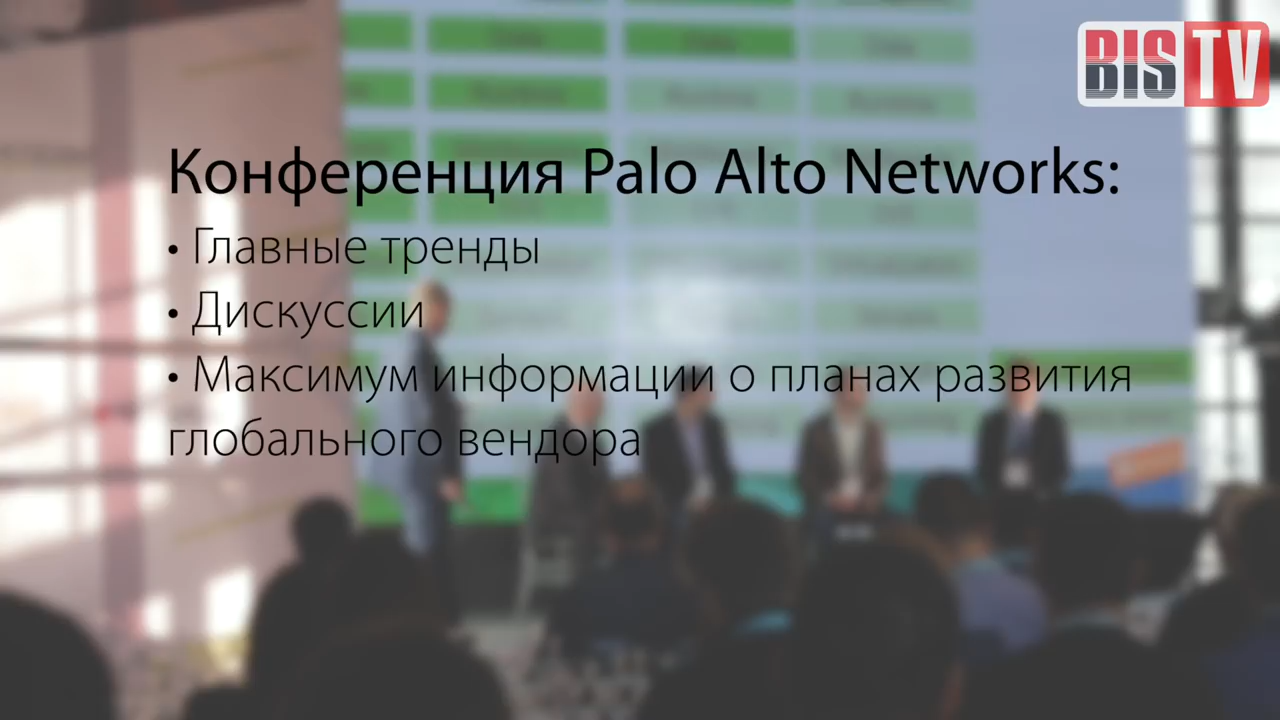 BIS TV
Конференция Palo Alto Networks:
• Главные тренды
• Дискуссии
• Максимум информации о планах развития
глобального вендора